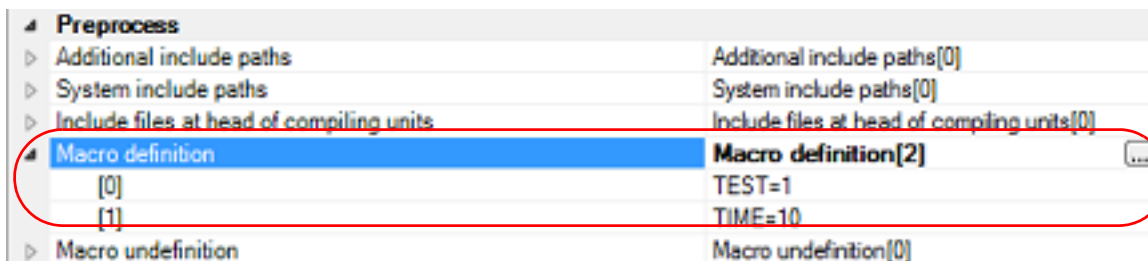 Preprocess
Additional include paths Additional include paths[0]
System include paths System include paths[0]
Include files at head of compiling units Include files at head of compiling units[0]
Macro definition Macro definition[2] ...
[0] TEST=1
[1] TIME=10
Macro undefinition Macro undefinition[0]